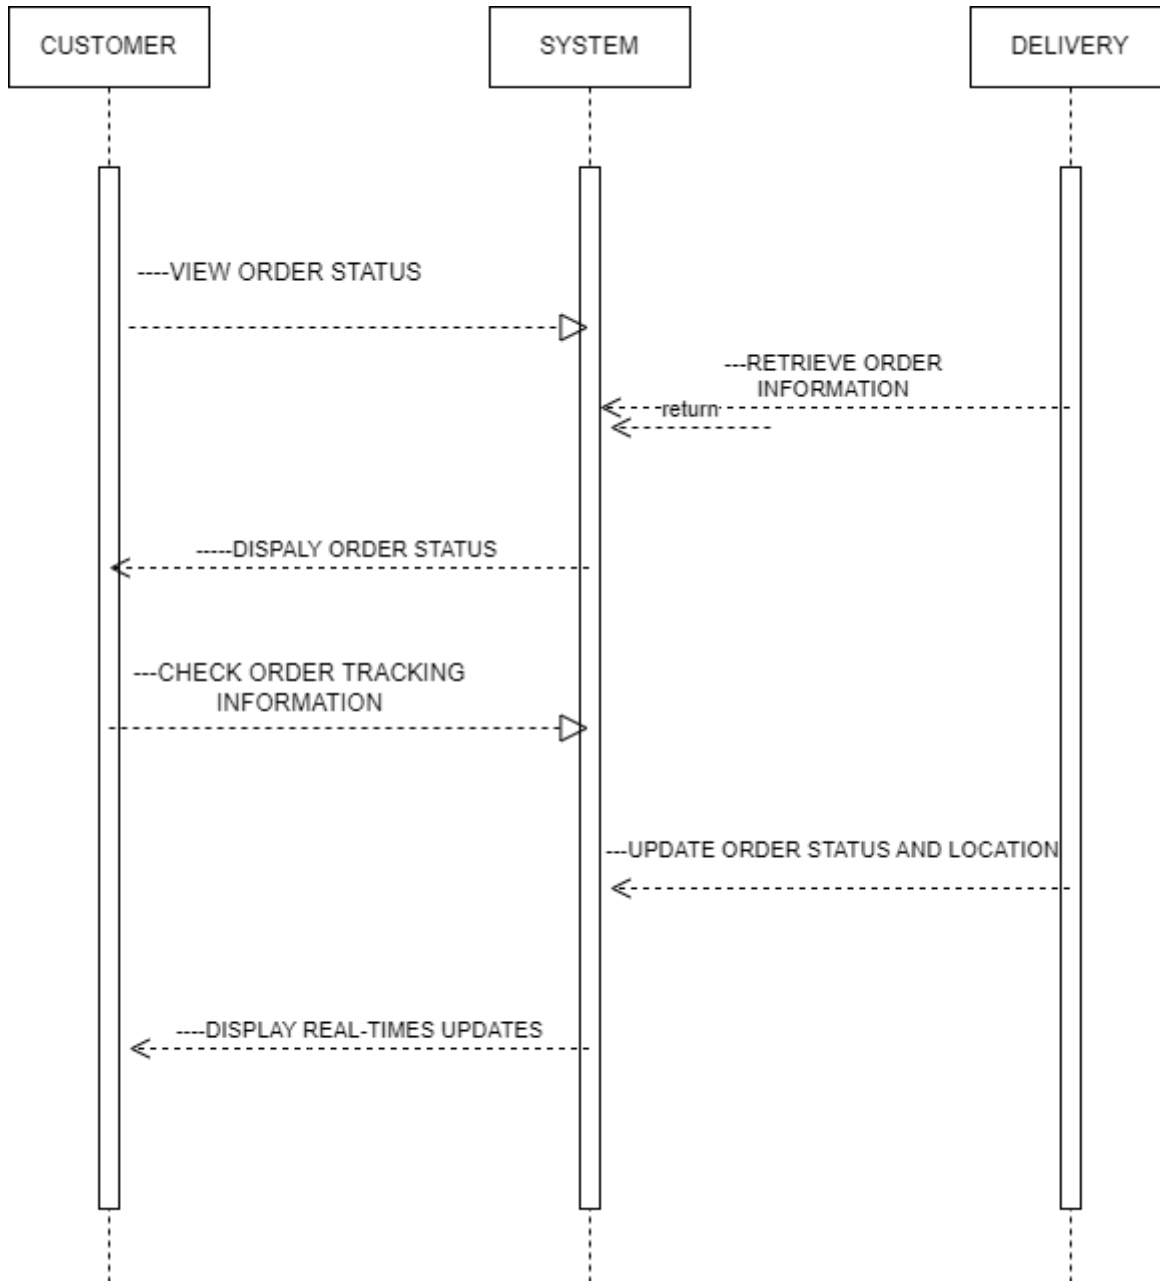 CUSTOMER
SYSTEM
DELIVERY
----VIEW ORDER STATUS
---RETRIEVE ORDER
INFORMATION
return
-----DISPALY ORDER STATUS
---CHECK ORDER TRACKING
INFORMATION
---UPDATE ORDER STATUS AND LOCATION
----DISPLAY REAL-TIMES UPDATES